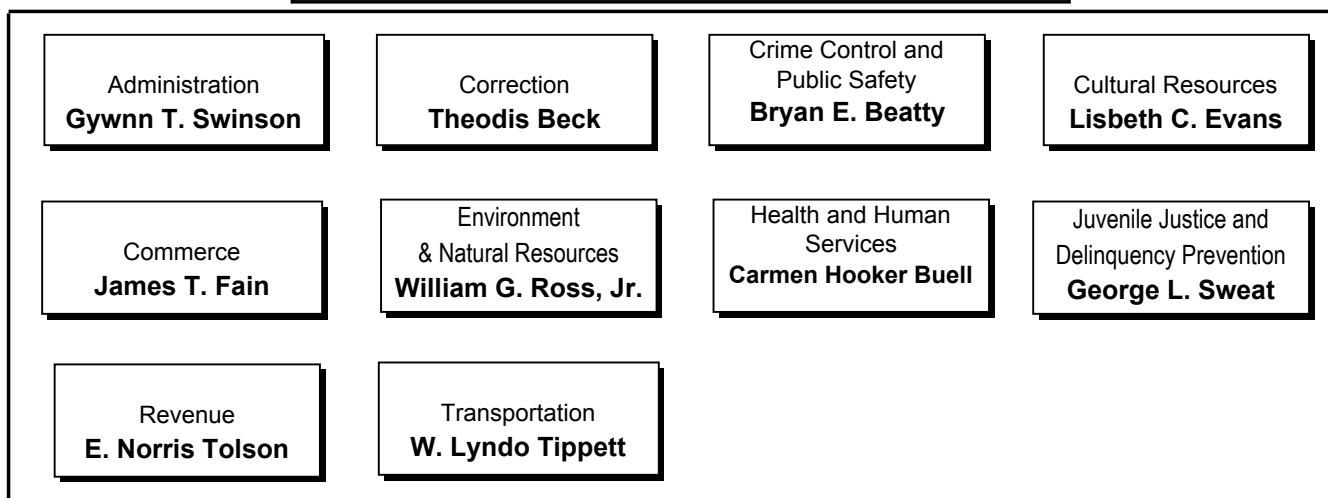 Administration
Gywnn T. Swinson
Correction
Theodis Beck
Crime Control and
Public Safety
Bryan E. Beatty
Cultural Resources
Lisbeth C. Evans
Commerce
James T. Fain
Environment
& Natural Resources
William G. Ross, Jr.
Health and Human
Services
Carmen Hooker Buell
Juvenile Justice and
Delinquency Prevention
George L. Sweat
Revenue
E. Norris Tolson
Transportation
W. Lyndo Tippett